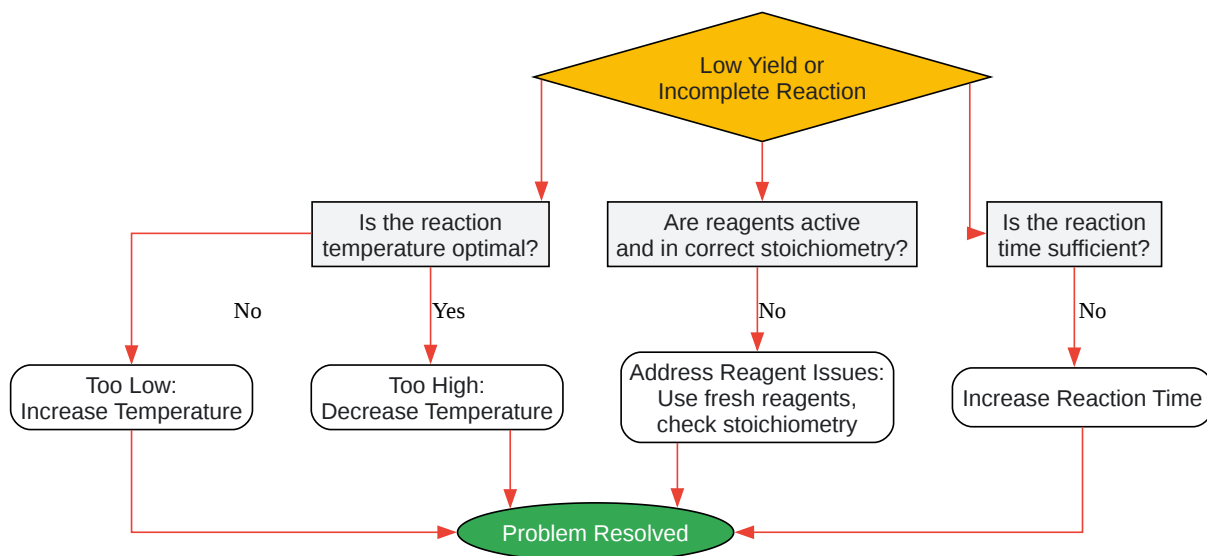 Low Yield or
Incomplete Reaction
Is the reaction
temperature optimal?
Are reagents active
and in correct stoichiometry?
Is the reaction
time sufficient?
No
Yes
No
No
Too Low:
Increase Temperature
Too High:
Decrease Temperature
Address Reagent Issues:
Use fresh reagents,
check stoichiometry
Increase Reaction Time
Problem Resolved